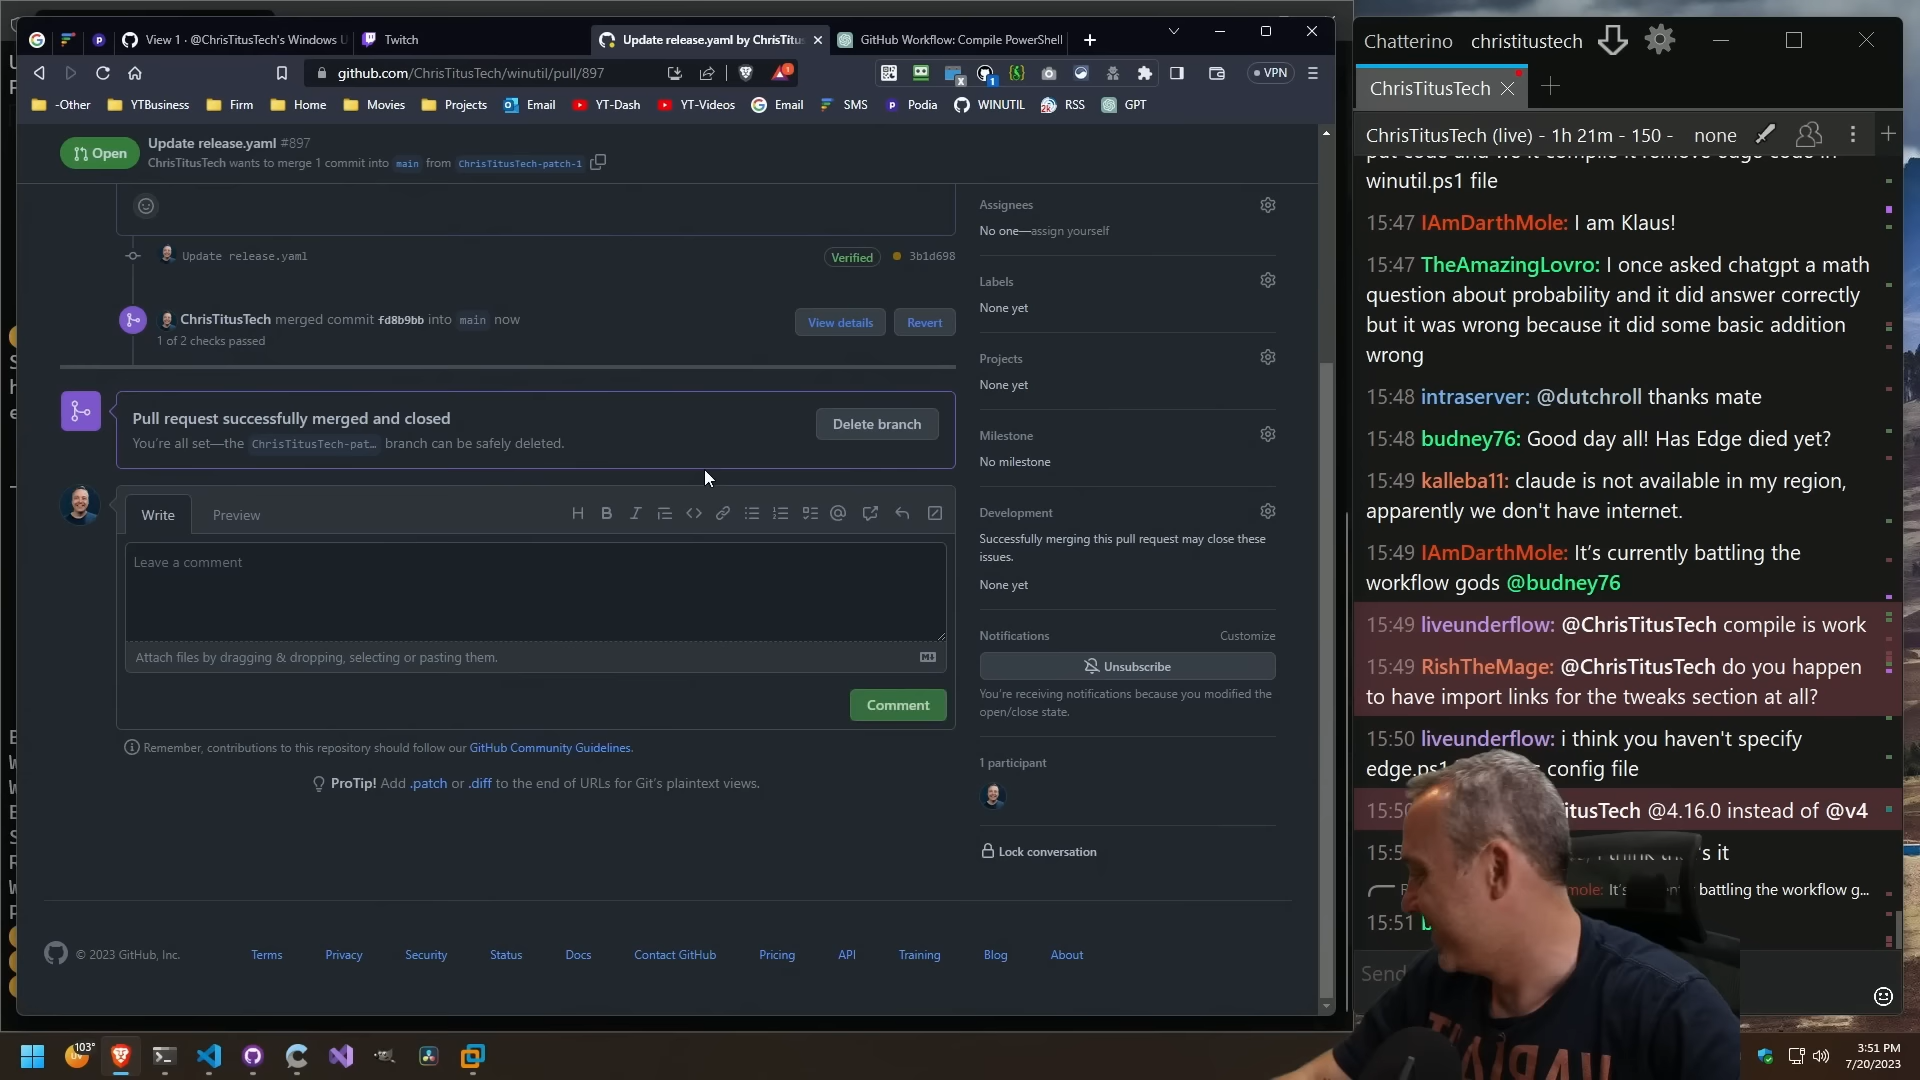 View 1 · @ChrisTitusTech's Windows U
Twitch
Update release.yaml by ChrisTitus
GitHub Workflow: Compile PowerShell
github.com/ChrisTitusTech/winutil/pull/897
1
1
VPN
-Other
YTBusiness
Firm
Home
Movies
Projects
Email
YT-Dash
YT-Videos
Email
SMS
Podia
WINUTIL
RSS
GPT
Open
Update release.yaml #897
ChrisTitusTech wants to merge 1 commit into main from ChrisTitusTech-patch-1
Update release.yaml
Verified
3b1d698
ChrisTitusTech merged commit fd8b9bb into main now
1 of 2 checks passed
View details
Revert
Pull request successfully merged and closed
You're all set—the ChrisTitusTech-pat… branch can be safely deleted.
Delete branch
Write
Preview
Leave a comment
Attach files by dragging & dropping, selecting or pasting them.
Comment
Remember, contributions to this repository should follow our GitHub Community Guidelines.
ProTip! Add .patch or .diff to the end of URLs for Git's plaintext views.
Assignees
No one—assign yourself
Labels
None yet
Projects
None yet
Milestone
No milestone
Development
Successfully merging this pull request may close these
issues.
None yet
Notifications
Customize
Unsubscribe
You're receiving notifications because you modified the
open/close state.
1 participant
Lock conversation
© 2023 GitHub, Inc.
Terms
Privacy
Security
Status
Docs
Contact GitHub
Pricing
API
Training
Blog
About
Chatterino
christitustech
ChrisTitusTech
ChrisTitusTech (live) - 1h 21m - 150 -
none
winutil.ps1 file
15:47 IAmDarthMole: I am Klaus!
15:47 TheAmazingLovro: I once asked chatgpt a math
question about probability and it did answer correctly
but it was wrong because it did some basic addition
wrong
15:48 intraserver: @dutchroll thanks mate
15:48 budney76: Good day all! Has Edge died yet?
15:49 kalleba11: claude is not available in my region,
apparently we don't have internet.
15:49 IAmDarthMole: It's currently battling the
workflow gods @budney76
15:49 liveunderflow: @ChrisTitusTech compile is work
15:49 RishTheMage: @ChrisTitusTech do you happen
to have import links for the tweaks section at all?
15:50 liveunderflow: i think you haven't specify
edge.ps1 config file
@4.16.0 instead of @v4
s it
battling the workflow g...
15:51
Send
103°
3:51 PM
7/20/2023